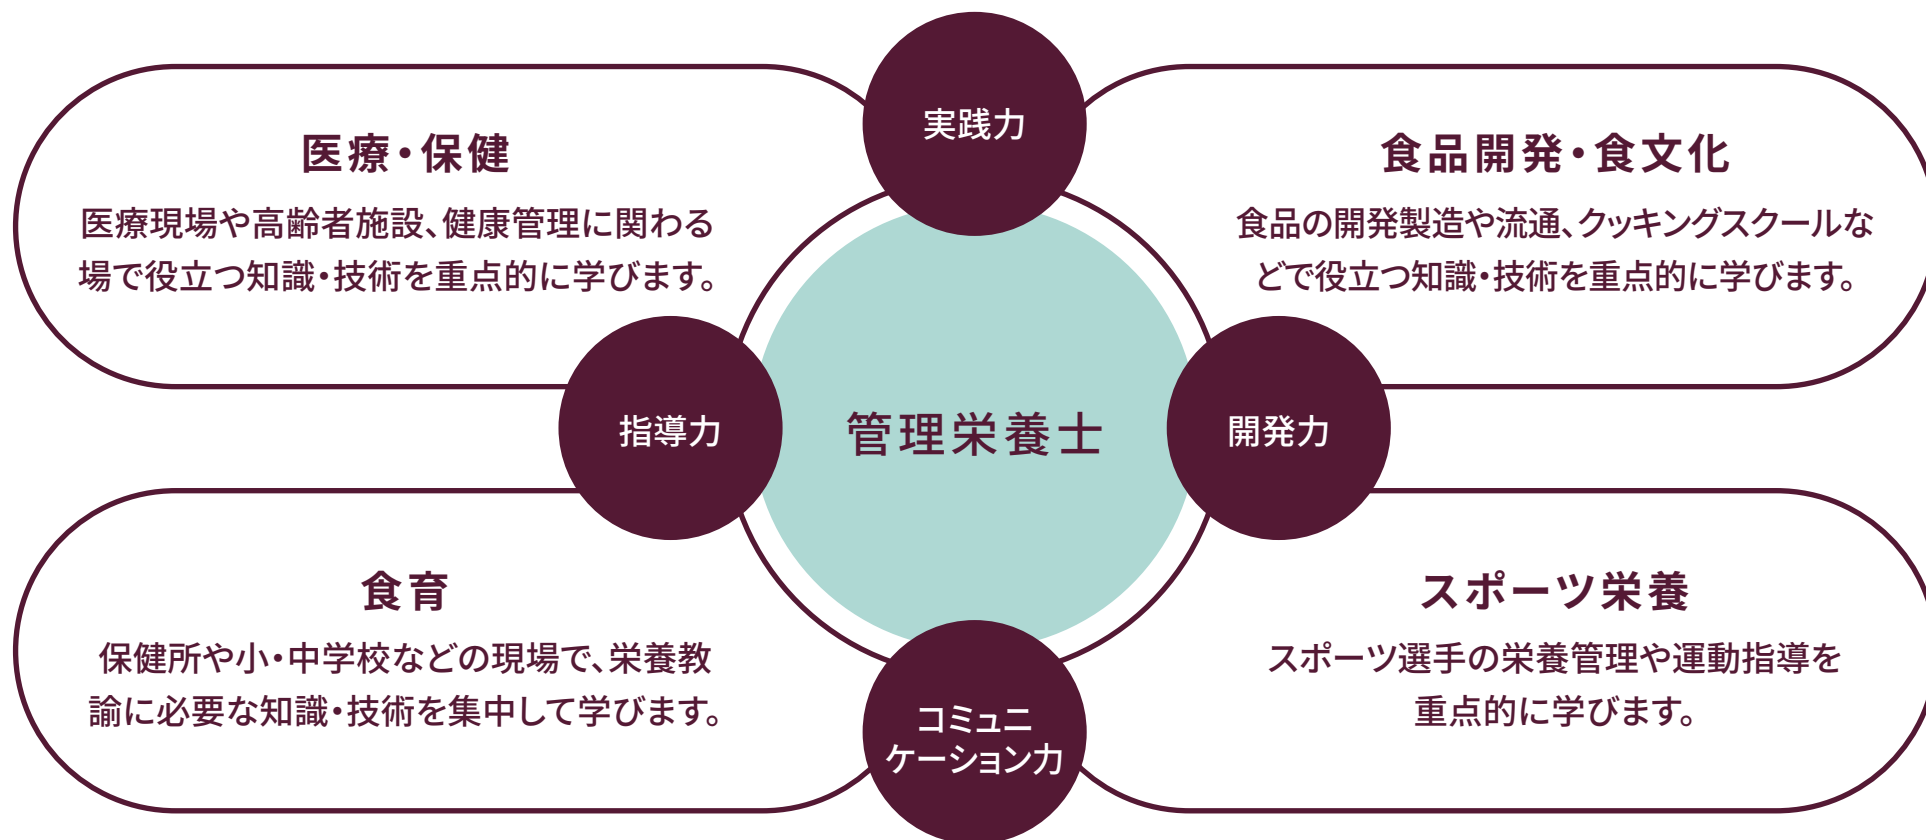 実践力
医療・保健
医療現場や高齢者施設、健康管理に関わる
場で役立つ知識・技術を重点的に学びます。
食品開発・食文化
食品の開発製造や流通、クッキングスクールな
どで役立つ知識・技術を重点的に学びます。
指導力
管理栄養士
開発力
食育
保健所や小・中学校などの現場で、栄養教
諭に必要な知識・技術を集中して学びます。
スポーツ栄養
スポーツ選手の栄養管理や運動指導を
重点的に学びます。
コミュニ
ケーション力